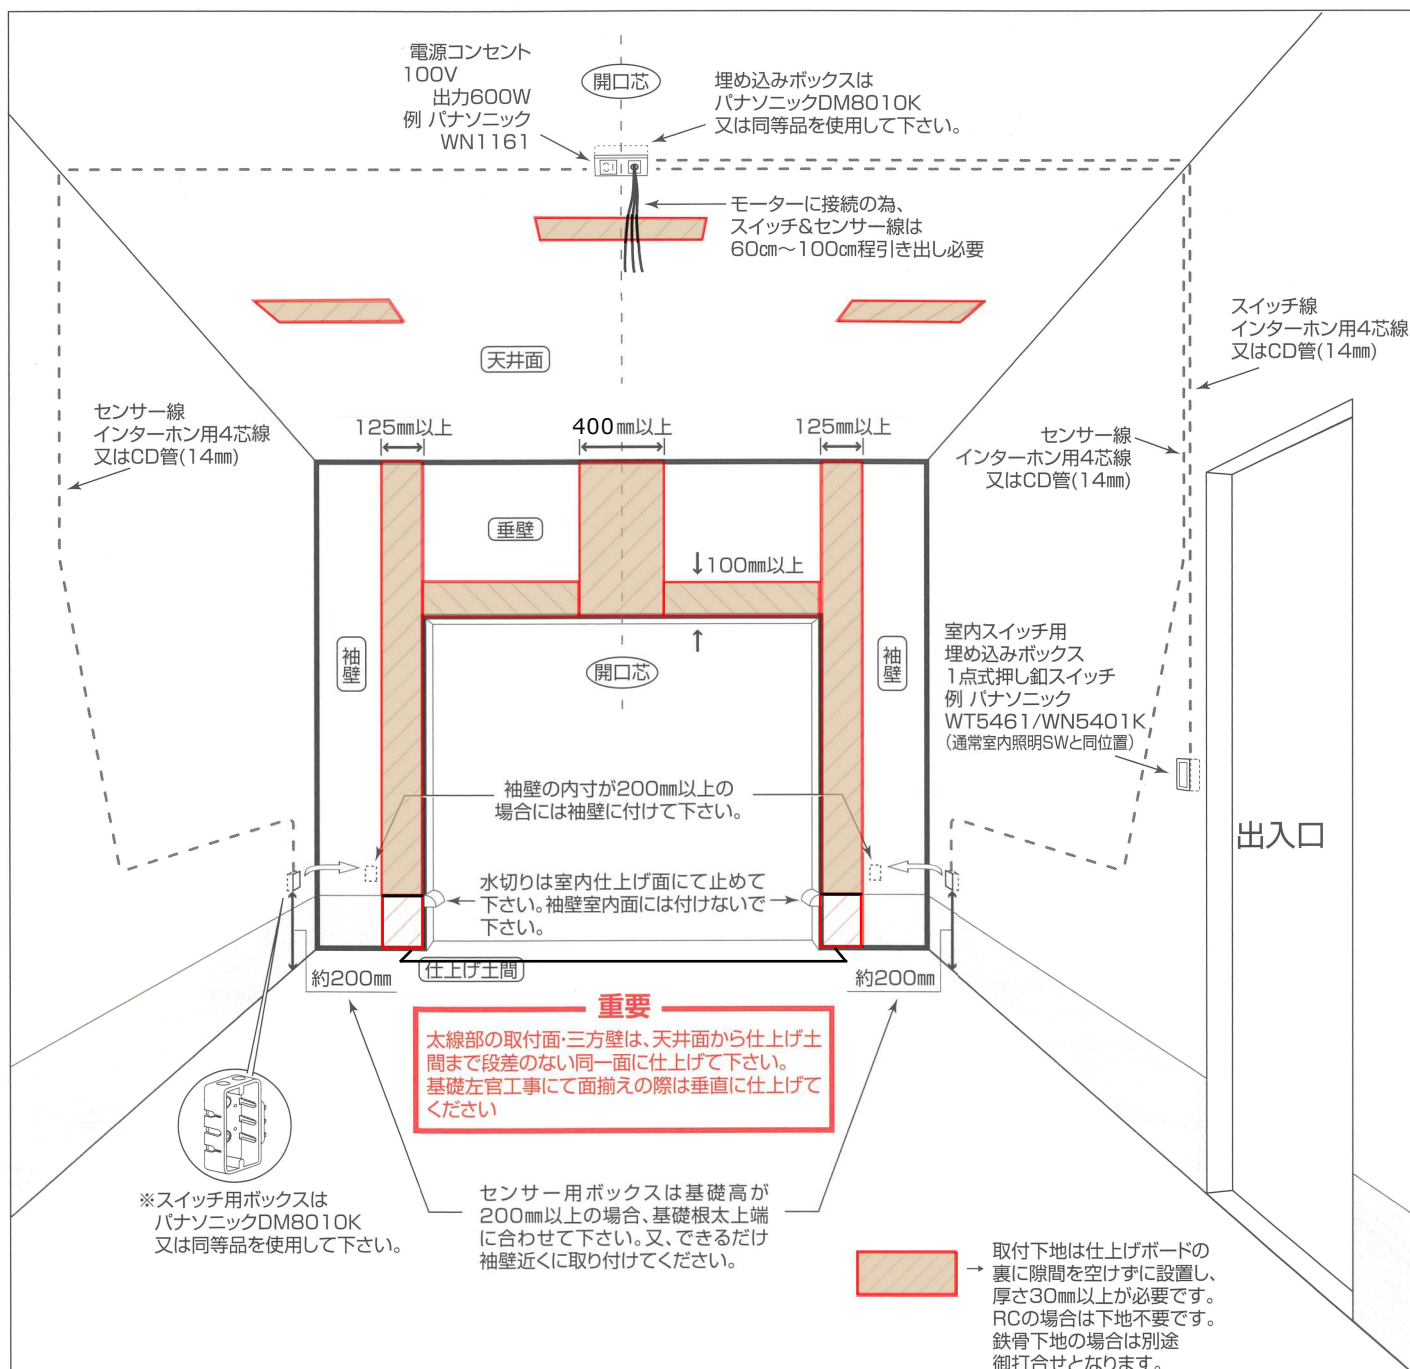 電源コンセント
100V
出力600W
例 パナソニック
WN1161
開口芯
埋め込みボックスは
パナソニックDM8010K
又は同等品を使用して下さい。
モーターに接続の為、
スイッチ&センサー線は
60cm～100cm程引き出し必要
天井面
スイッチ線
インターホン用4芯線
又はCD管(14㎜)
センサー線
インターホン用4芯線
又はCD管(14㎜)
125㎜以上
400㎜以上
125㎜以上
センサー線
インターホン用4芯線
又はCD管(14㎜)
垂壁
100㎜以上
袖壁
開口芯
袖壁
室内スイッチ用
埋め込みボックス
1点式押し釦スイッチ
例 パナソニック
WT5461/WN5401K
(通常室内照明SWと同位置)
袖壁の内寸が200㎜以上の
場合には袖壁に付けて下さい。
出入口
水切りは室内仕上げ面にて止めて
下さい。袖壁室内面には付けないで
下さい。
仕上げ土間
約200㎜
約200㎜
重要
太線部の取付面・三方壁は、天井面から仕上げ土
間まで段差のない同一面に仕上げて下さい。
基礎左官工事にて面揃えの際は垂直に仕上げて
ください
※スイッチ用ボックスは
パナソニックDM8010K
又は同等品を使用して下さい。
センサー用ボックスは基礎高が
200㎜以上の場合、基礎根太上端
に合わせて下さい。又、できるだけ
袖壁近くに取り付けてください。
取付下地は仕上げボードの
裏に隙間を空けずに設置し、
厚さ30㎜以上が必要です。
RCの場合は下地不要です。
鉄骨下地の場合は別途
御打合せとなります。